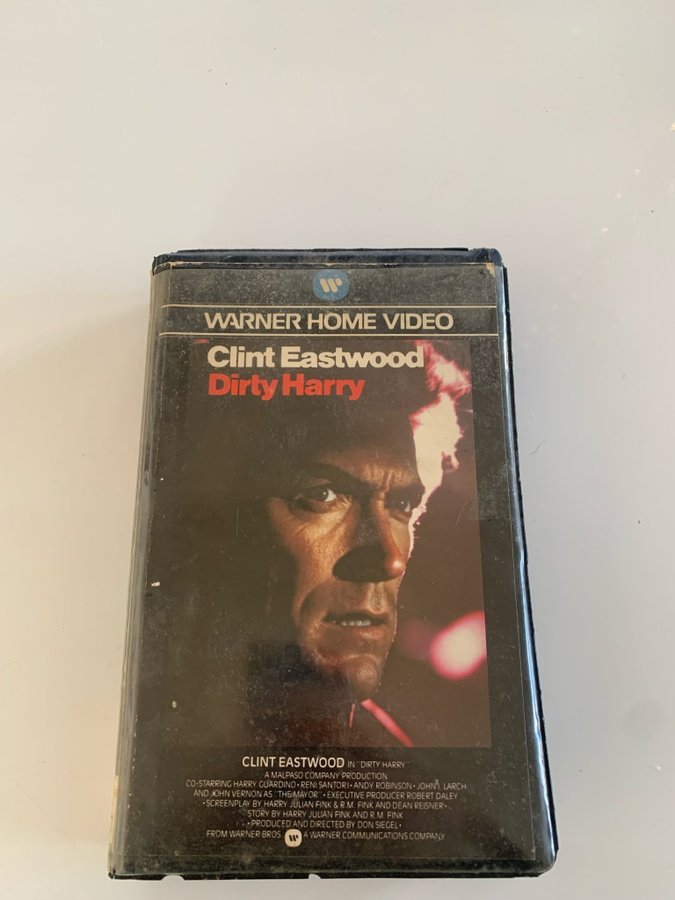 WARNER HOME VIDEO
Clint Eastwood
Dirty Harry
CLINT EASTWOOD IN "DIRTY HARRY"
A MALPASO COMPANY PRODUCTION
CO-STARRING HARRY GUARDINO • RENI SANTONI • ANDY ROBINSON • JOHN LARCH
AND JOHN VERNON AS "THE MAYOR" • EXECUTIVE PRODUCER ROBERT DALEY
• SCREENPLAY BY HARRY JULIAN FINK & R.M. FINK AND DEAN REISNER •
STORY BY HARRY JULIAN FINK AND R.M. FINK
• PRODUCED AND DIRECTED BY DON SIEGEL •
FROM WARNER BROS W A WARNER COMMUNICATIONS COMPANY